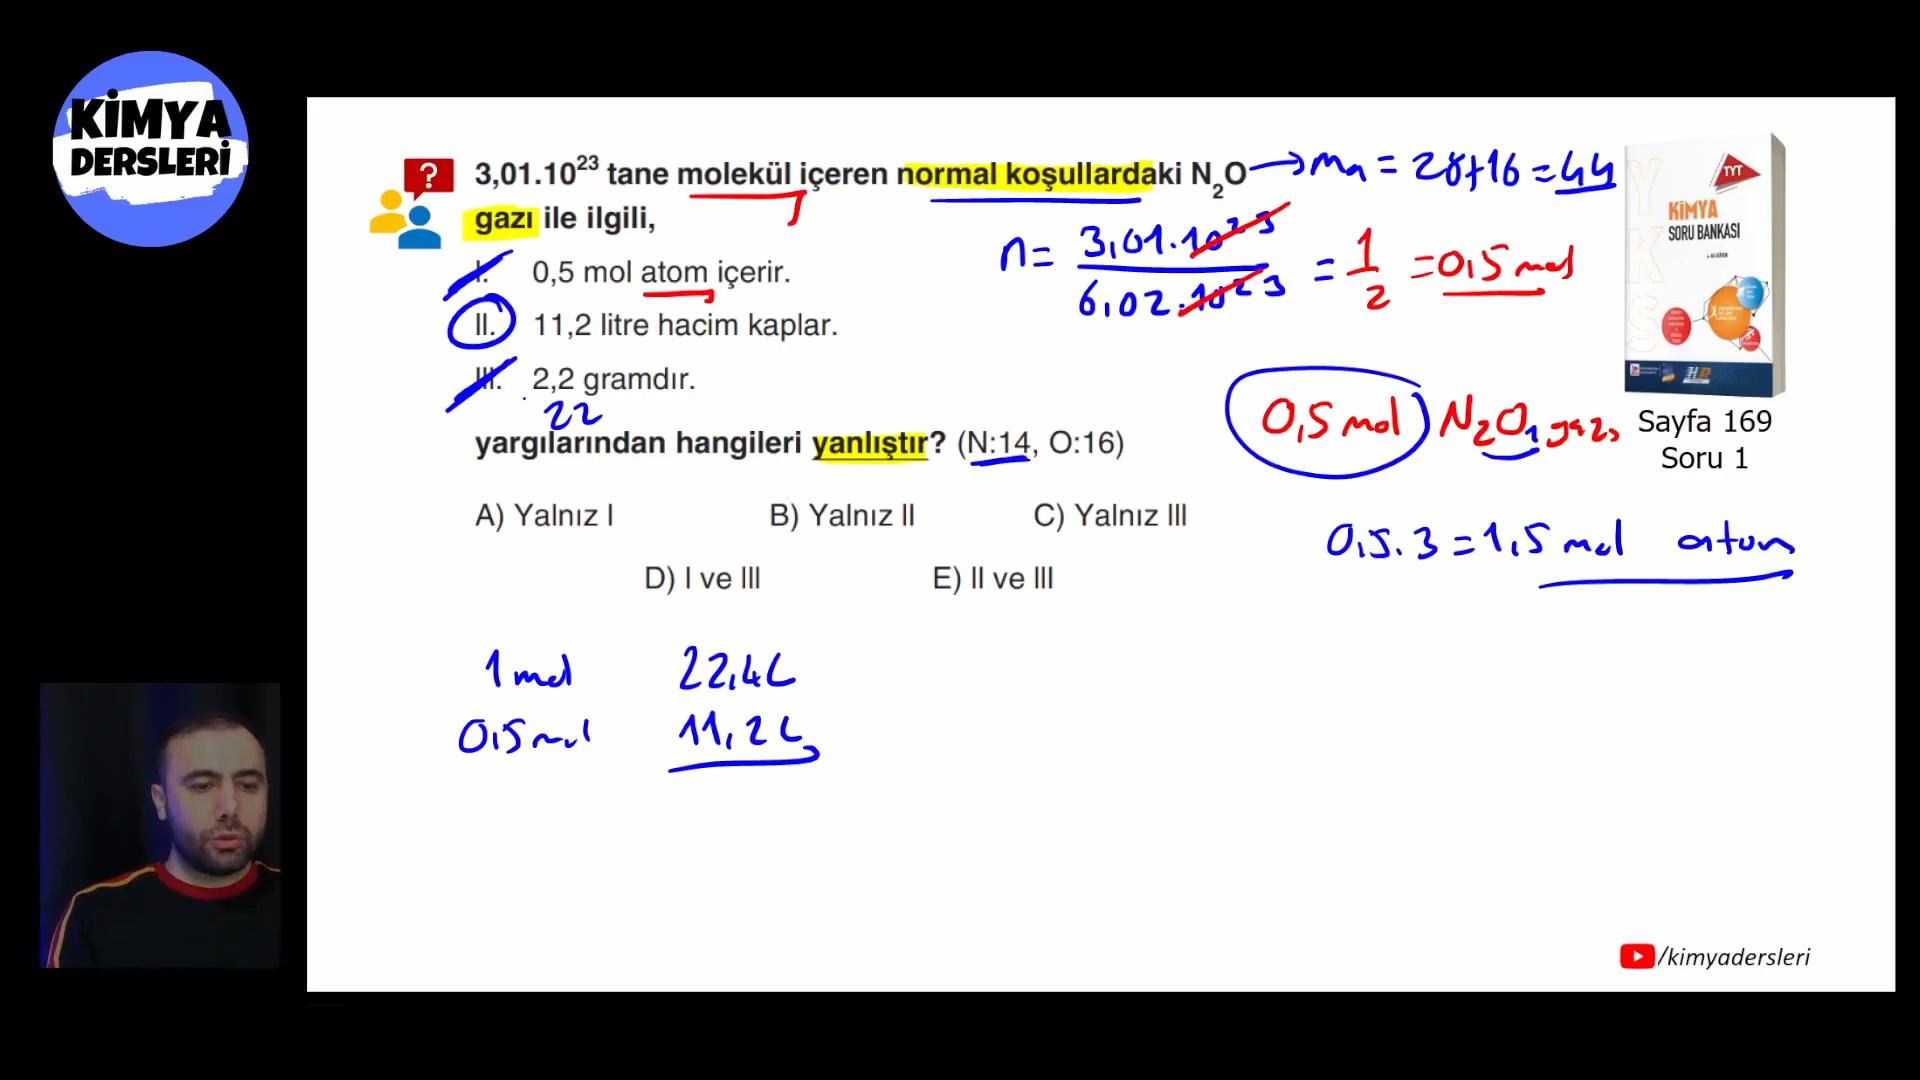 KİMYA
DERSLERİ
3,01.10²³ tane molekül içeren normal koşullardaki N₂O
gazı ile ilgili,
I. 0,5 mol atom içerir.
II. 11,2 litre hacim kaplar.
III. 2,2 gramdır.
22
yargılarından hangileri yanlıştır? (N:14, O:16)
A) Yalnız I
B) Yalnız II
C) Yalnız III
D) I ve III
E) II ve III
mA = 28+16 = 44
n = 3,01.10²³ / 6,02.10²³ = 1/2 = 0,5 mol
0,5 mol N₂O₁ gazı
0,5.3 = 1,5 mol atom
1 mol 22,4L
0,5 mol 11,2L
YKS
TYT
KİMYA
SORU BANKASI
Sayfa 169
Soru 1
/kimyadersleri